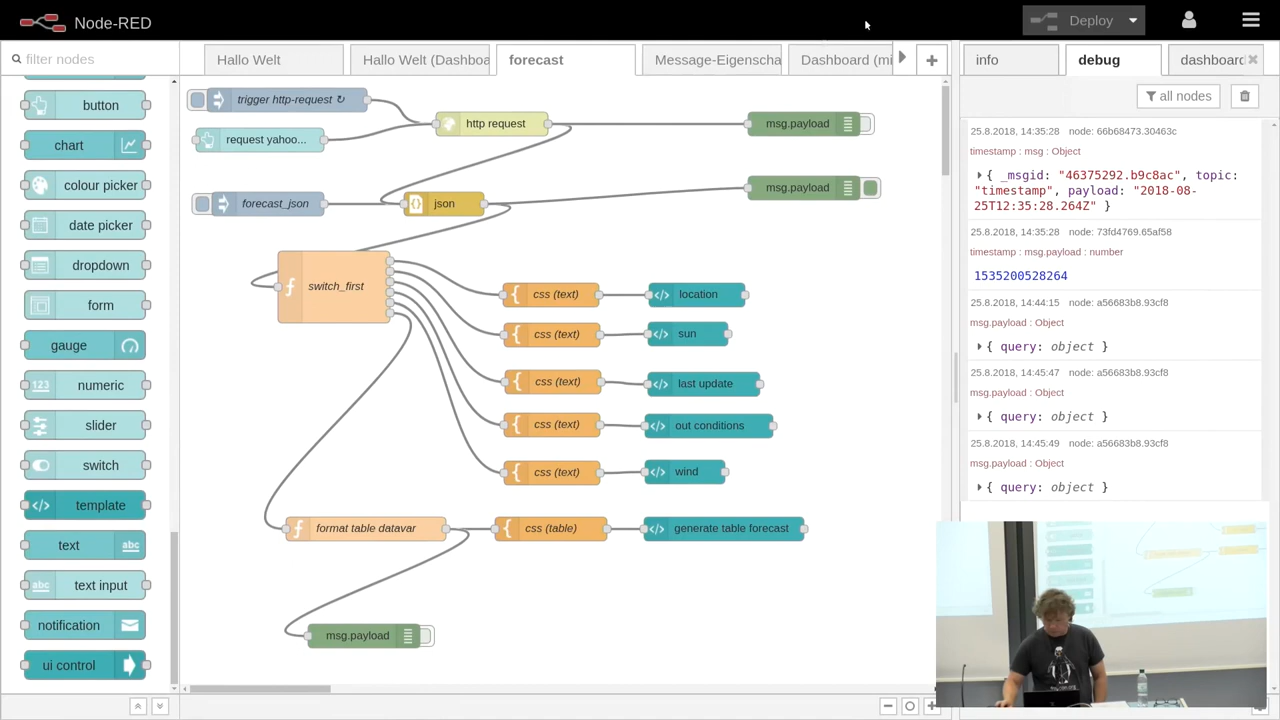 Node-RED
Deploy
filter nodes
Hallo Welt
Hallo Welt (Dashboa
forecast
Message-Eigenscha
Dashboard (mi
info
debug
dashboard
all nodes
button
chart
colour picker
date picker
dropdown
form
gauge
numeric
slider
switch
template
text
text input
notification
ui control
trigger http-request ↻
request yahoo...
http request
msg.payload
msg.payload
forecast_json
json
switch_first
css (text)
location
css (text)
sun
css (text)
last update
css (text)
out conditions
css (text)
wind
format table datavar
css (table)
generate table forecast
msg.payload
25.8.2018, 14:35:28 node: 66b68473.30463c
timestamp : msg : Object
{ _msgid: "46375292.b9c8ac", topic:
"timestamp", payload: "2018-08-
25T12:35:28.264Z" }
25.8.2018, 14:35:28 node: 73fd4769.65af58
timestamp : msg.payload : number
1535200528264
25.8.2018, 14:44:15 node: a56683b8.93cf8
msg.payload : Object
{ query: object }
25.8.2018, 14:45:47 node: a56683b8.93cf8
msg.payload : Object
{ query: object }
25.8.2018, 14:45:49 node: a56683b8.93cf8
msg.payload : Object
{ query: object }